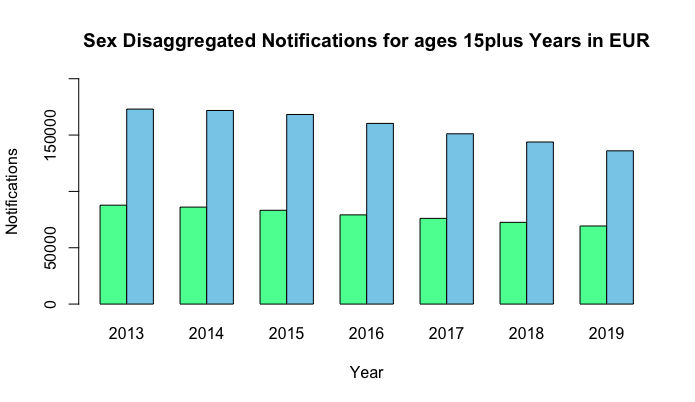 Sex Disaggregated Notifications for ages 15plus Years in EUR
Notifications
150000
50000
0
2013 2014 2015 2016 2017 2018 2019
Year